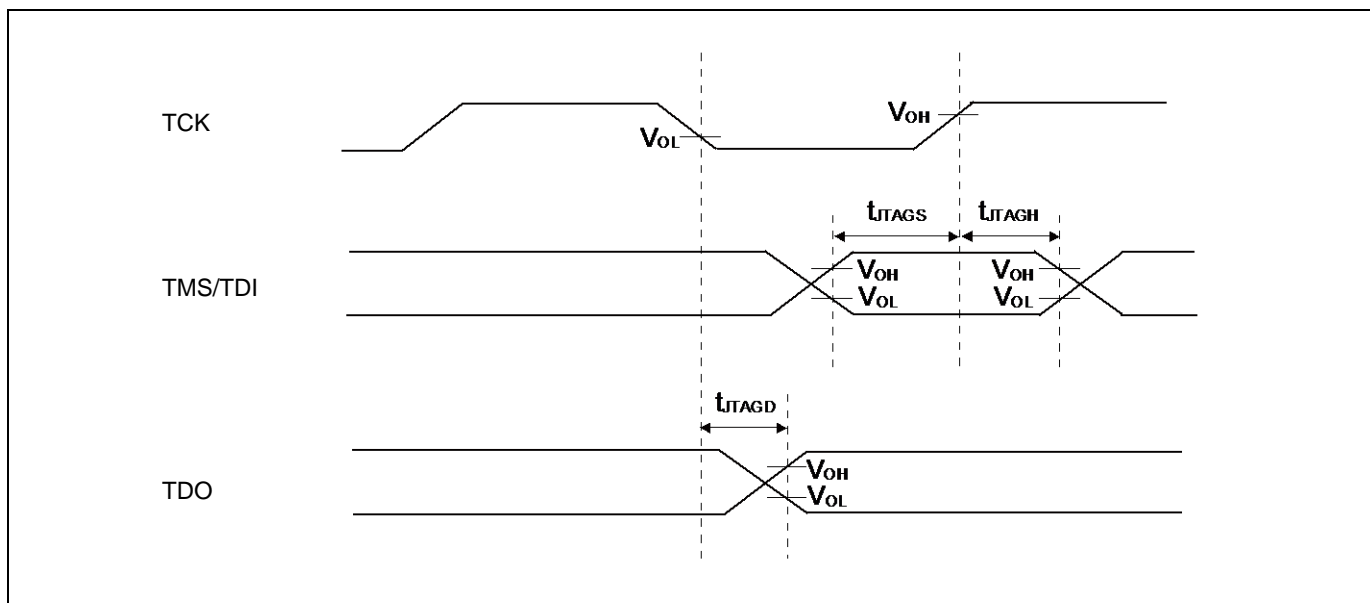 TCK
VOL
VOH
tJTAGS
tJTAGH
TMS/TDI
VOH
VOL
VOH
VOL
tJTAGD
TDO
VOH
VOL